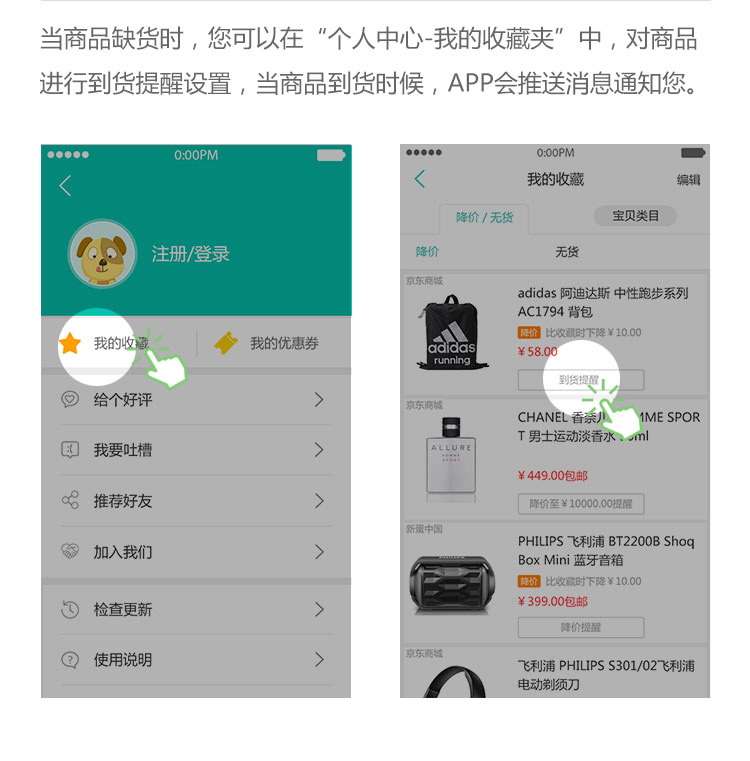 当商品缺货时，您可以在“个人中心-我的收藏夹”中，对商品
进行到货提醒设置，当商品到货时候，APP会推送消息通知您。
0:00PM
注册/登录
我的收藏
我的优惠券
给个好评
我要吐槽
推荐好友
加入我们
检查更新
使用说明
0:00PM
我的收藏
编辑
降价 / 无货
宝贝类目
降价
无货
京东商城
adidas 阿迪达斯 中性跑步系列
AC1794 背包
降价 比收藏时下降￥10.00
￥58.00
到货提醒
adidas
running
京东商城
CHANEL 香奈儿 MME SPOR
T 男士运动淡香水 ml
￥449.00包邮
降价至￥10000.00提醒
ALLURE
HOMME
SPORT
新蛋中国
PHILIPS 飞利浦 BT2200B Shoq
Box Mini 蓝牙音箱
降价 比收藏时下降￥10.00
￥399.00包邮
降价提醒
PHILIPS
京东商城
飞利浦 PHILIPS S301/02飞利浦
电动剃须刀